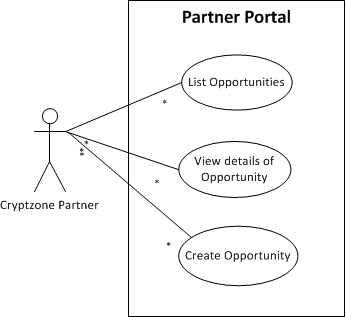 Partner Portal
List Opportunities
*
*
*
*
View details of
Opportunity
*
Cryptzone Partner
*
Create Opportunity